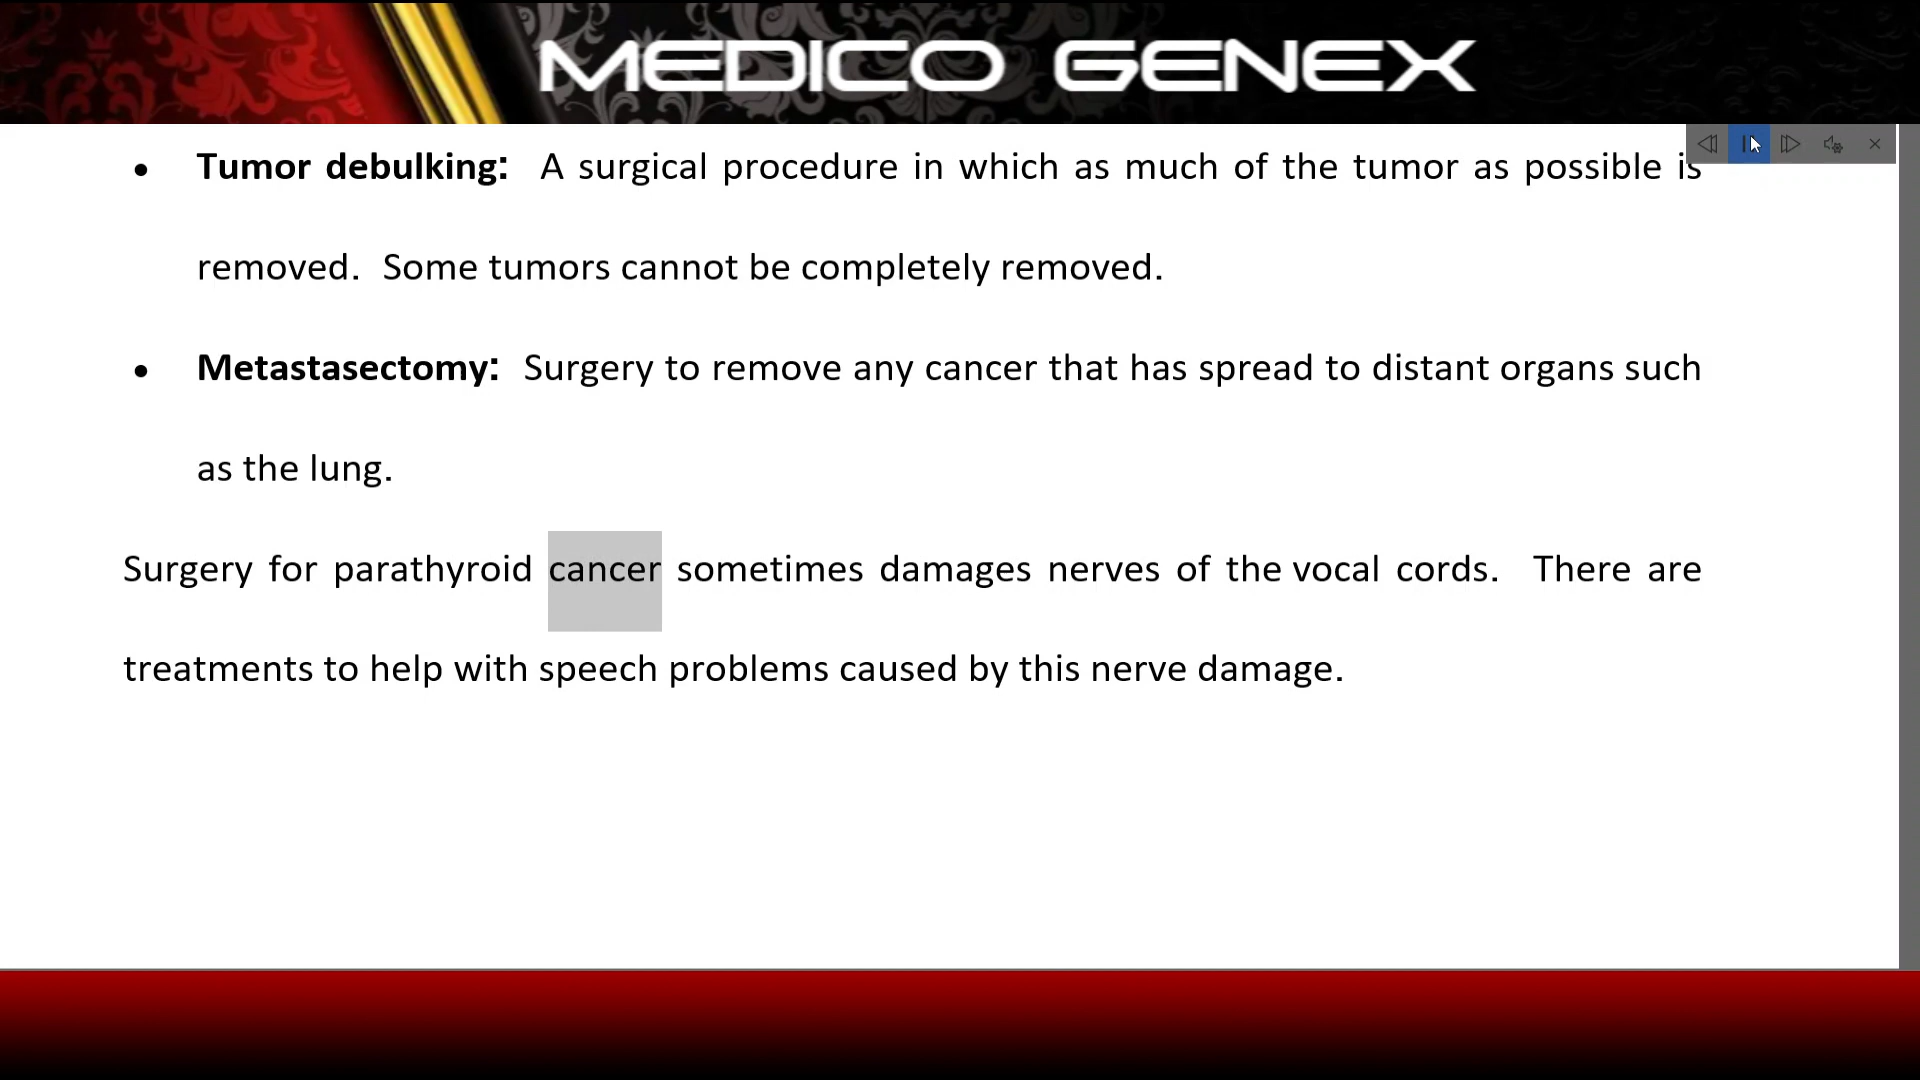 MEDICO GENEX
• Tumor debulking: A surgical procedure in which as much of the tumor as possible is
removed. Some tumors cannot be completely removed.
• Metastasectomy: Surgery to remove any cancer that has spread to distant organs such
as the lung.
Surgery for parathyroid cancer sometimes damages nerves of the vocal cords. There are
treatments to help with speech problems caused by this nerve damage.